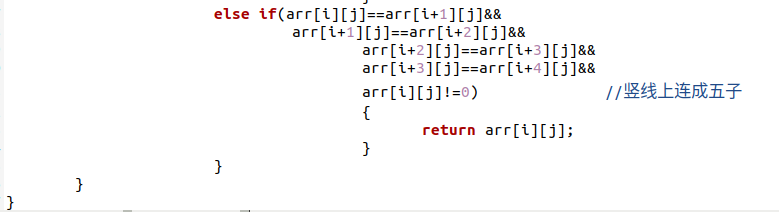 else if(arr[i][j]==arr[i+1][j]&&
arr[i+1][j]==arr[i+2][j]&&
arr[i+2][j]==arr[i+3][j]&&
arr[i+3][j]==arr[i+4][j]&&
arr[i][j]!=0) //竖线上连成五子
{
return arr[i][j];
}
}
}
}